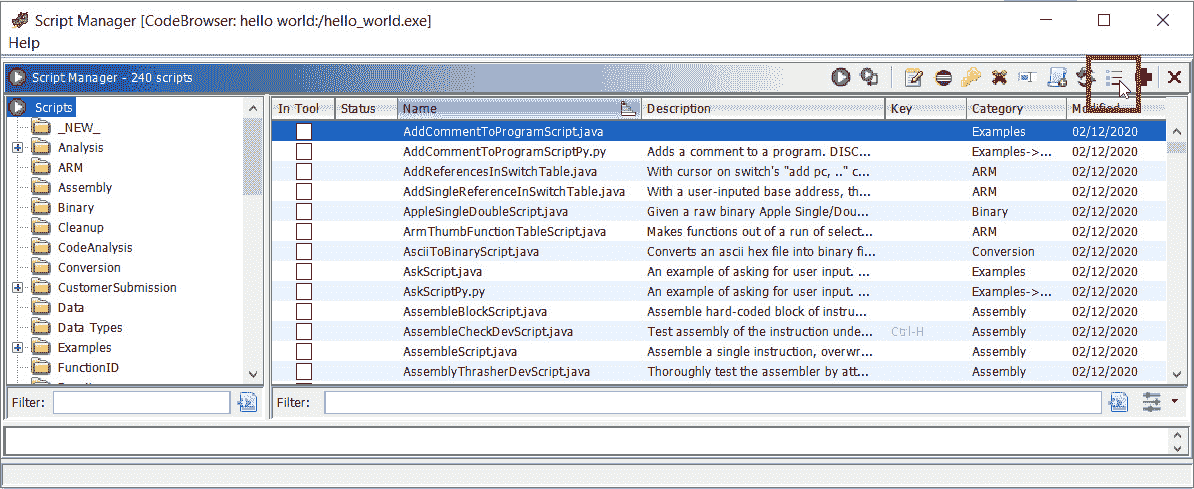 Script Manager [CodeBrowser: hello world:/hello_world.exe]
Help
Script Manager - 240 scripts
Scripts
_NEW_
Analysis
ARM
Assembly
Binary
Cleanup
CodeAnalysis
Conversion
CustomerSubmission
Data
Data Types
Examples
FunctionID
Filter:
In Tool Status Name Description Key Category Modified
AddCommentToProgramScript.java Examples 02/12/2020
AddCommentToProgramScriptPy.py Adds a comment to a program. DISC... Examples->... 02/12/2020
AddReferencesInSwitchTable.java With cursor on switch's "add pc, .." c... ARM 02/12/2020
AddSingleReferenceInSwitchTable.java With a user-inputed base address, th... ARM 02/12/2020
AppleSingleDoubleScript.java Given a raw binary Apple Single/Dou... Binary 02/12/2020
ArmThumbFunctionTableScript.java Makes functions out of a run of select... ARM 02/12/2020
AsciiToBinaryScript.java Converts an ascii hex file into binary fi... Conversion 02/12/2020
AskScript.java An example of asking for user input. ... Examples 02/12/2020
AskScriptPy.py An example of asking for user input. ... Examples->... 02/12/2020
AssembleBlockScript.java Assemble hard-coded block of instru... Assembly 02/12/2020
AssembleCheckDevScript.java Test assembly of the instruction unde... Ctrl-H Assembly 02/12/2020
AssembleScript.java Assemble a single instruction, overwr... Assembly 02/12/2020
AssemblyThrasherDevScript.java Thoroughly test the assembler by att... Assembly 02/12/2020
Filter: